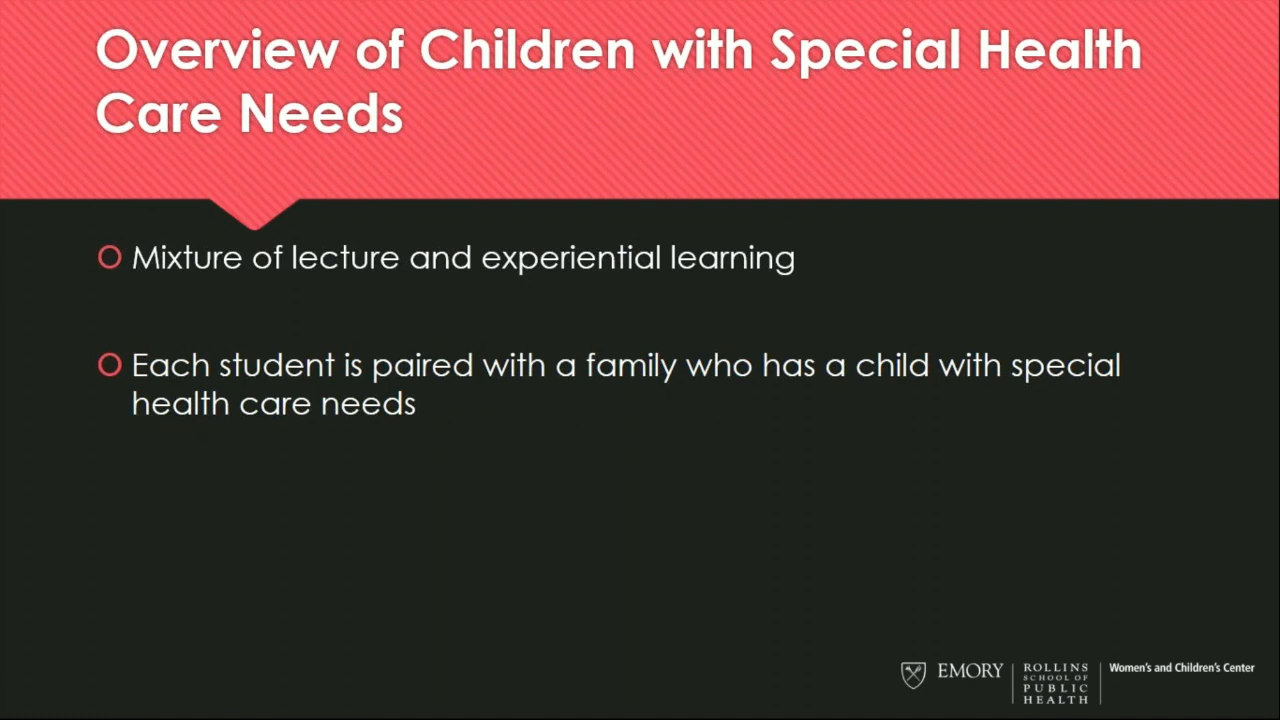 Overview of Children with Special Health
Care Needs
Mixture of lecture and experiential learning
Each student is paired with a family who has a child with special
health care needs
EMORY
ROLLINS
SCHOOL OF
PUBLIC
HEALTH
Women's and Children's Center